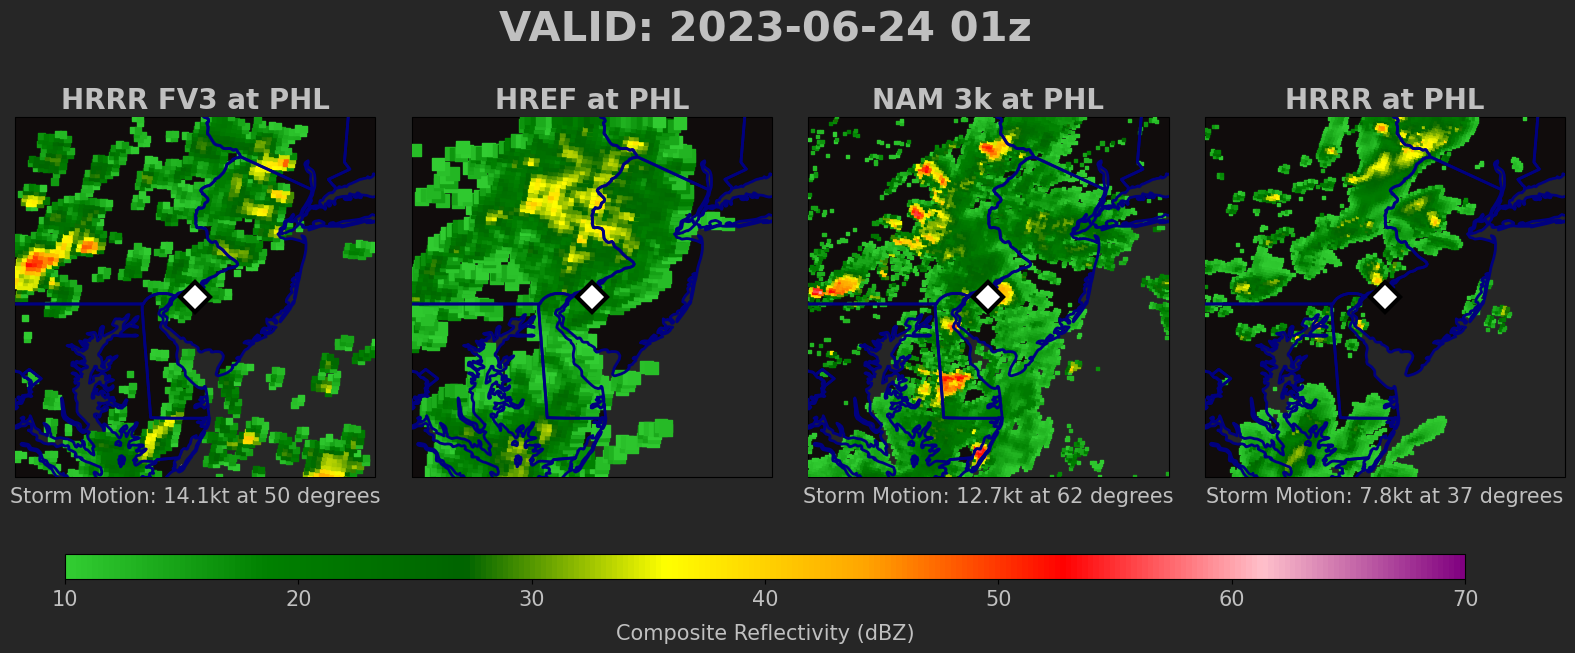 VALID: 2023-06-24 01z
HRRR FV3 at PHL
HREF at PHL
NAM 3k at PHL
HRRR at PHL
Storm Motion: 14.1kt at 50 degrees
Storm Motion: 12.7kt at 62 degrees
Storm Motion: 7.8kt at 37 degrees
10 20 30 40 50 60 70
Composite Reflectivity (dBZ)